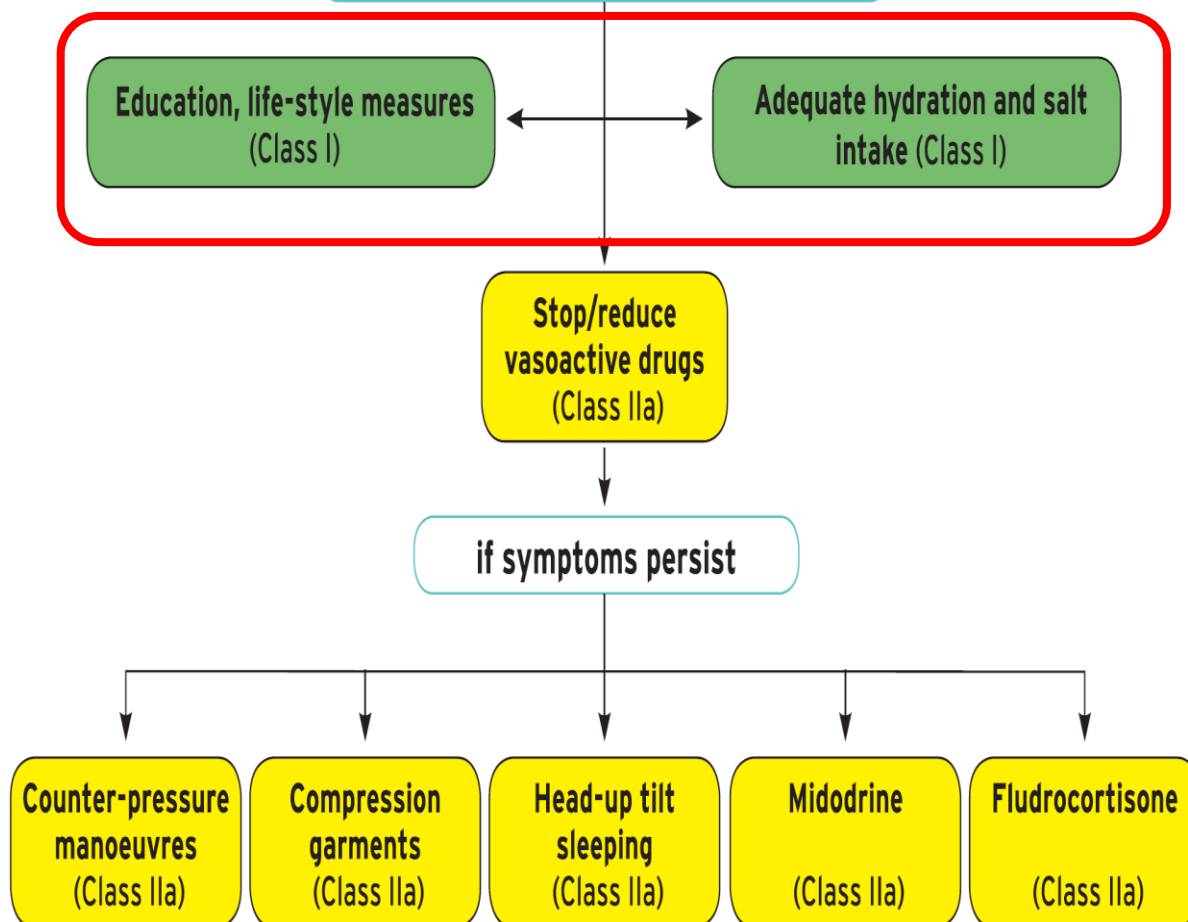 Education, life-style measures
(Class I)
Adequate hydration and salt
intake (Class I)
Stop/reduce
vasoactive drugs
(Class IIa)
if symptoms persist
Counter-pressure
manoeuvres
(Class IIa)
Compression
garments
(Class IIa)
Head-up tilt
sleeping
(Class IIa)
Midodrine
(Class IIa)
Fludrocortisone
(Class IIa)